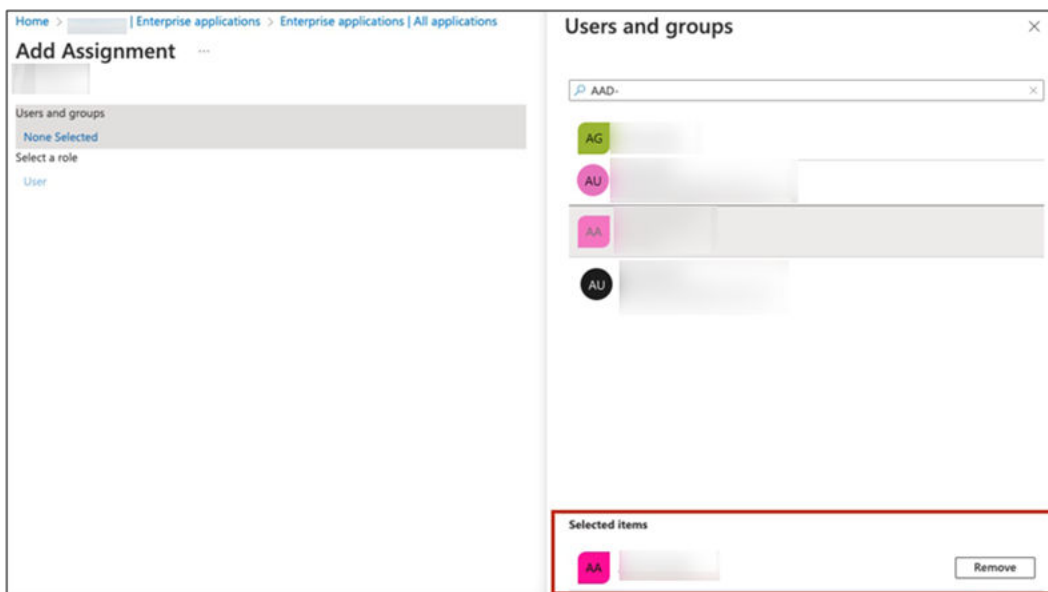 Home > | Enterprise applications > Enterprise applications | All applications
Add Assignment ...
Users and groups
None Selected
Select a role
User
Users and groups
AAD-
AG
AU
AA
AU
Selected items
AA
Remove